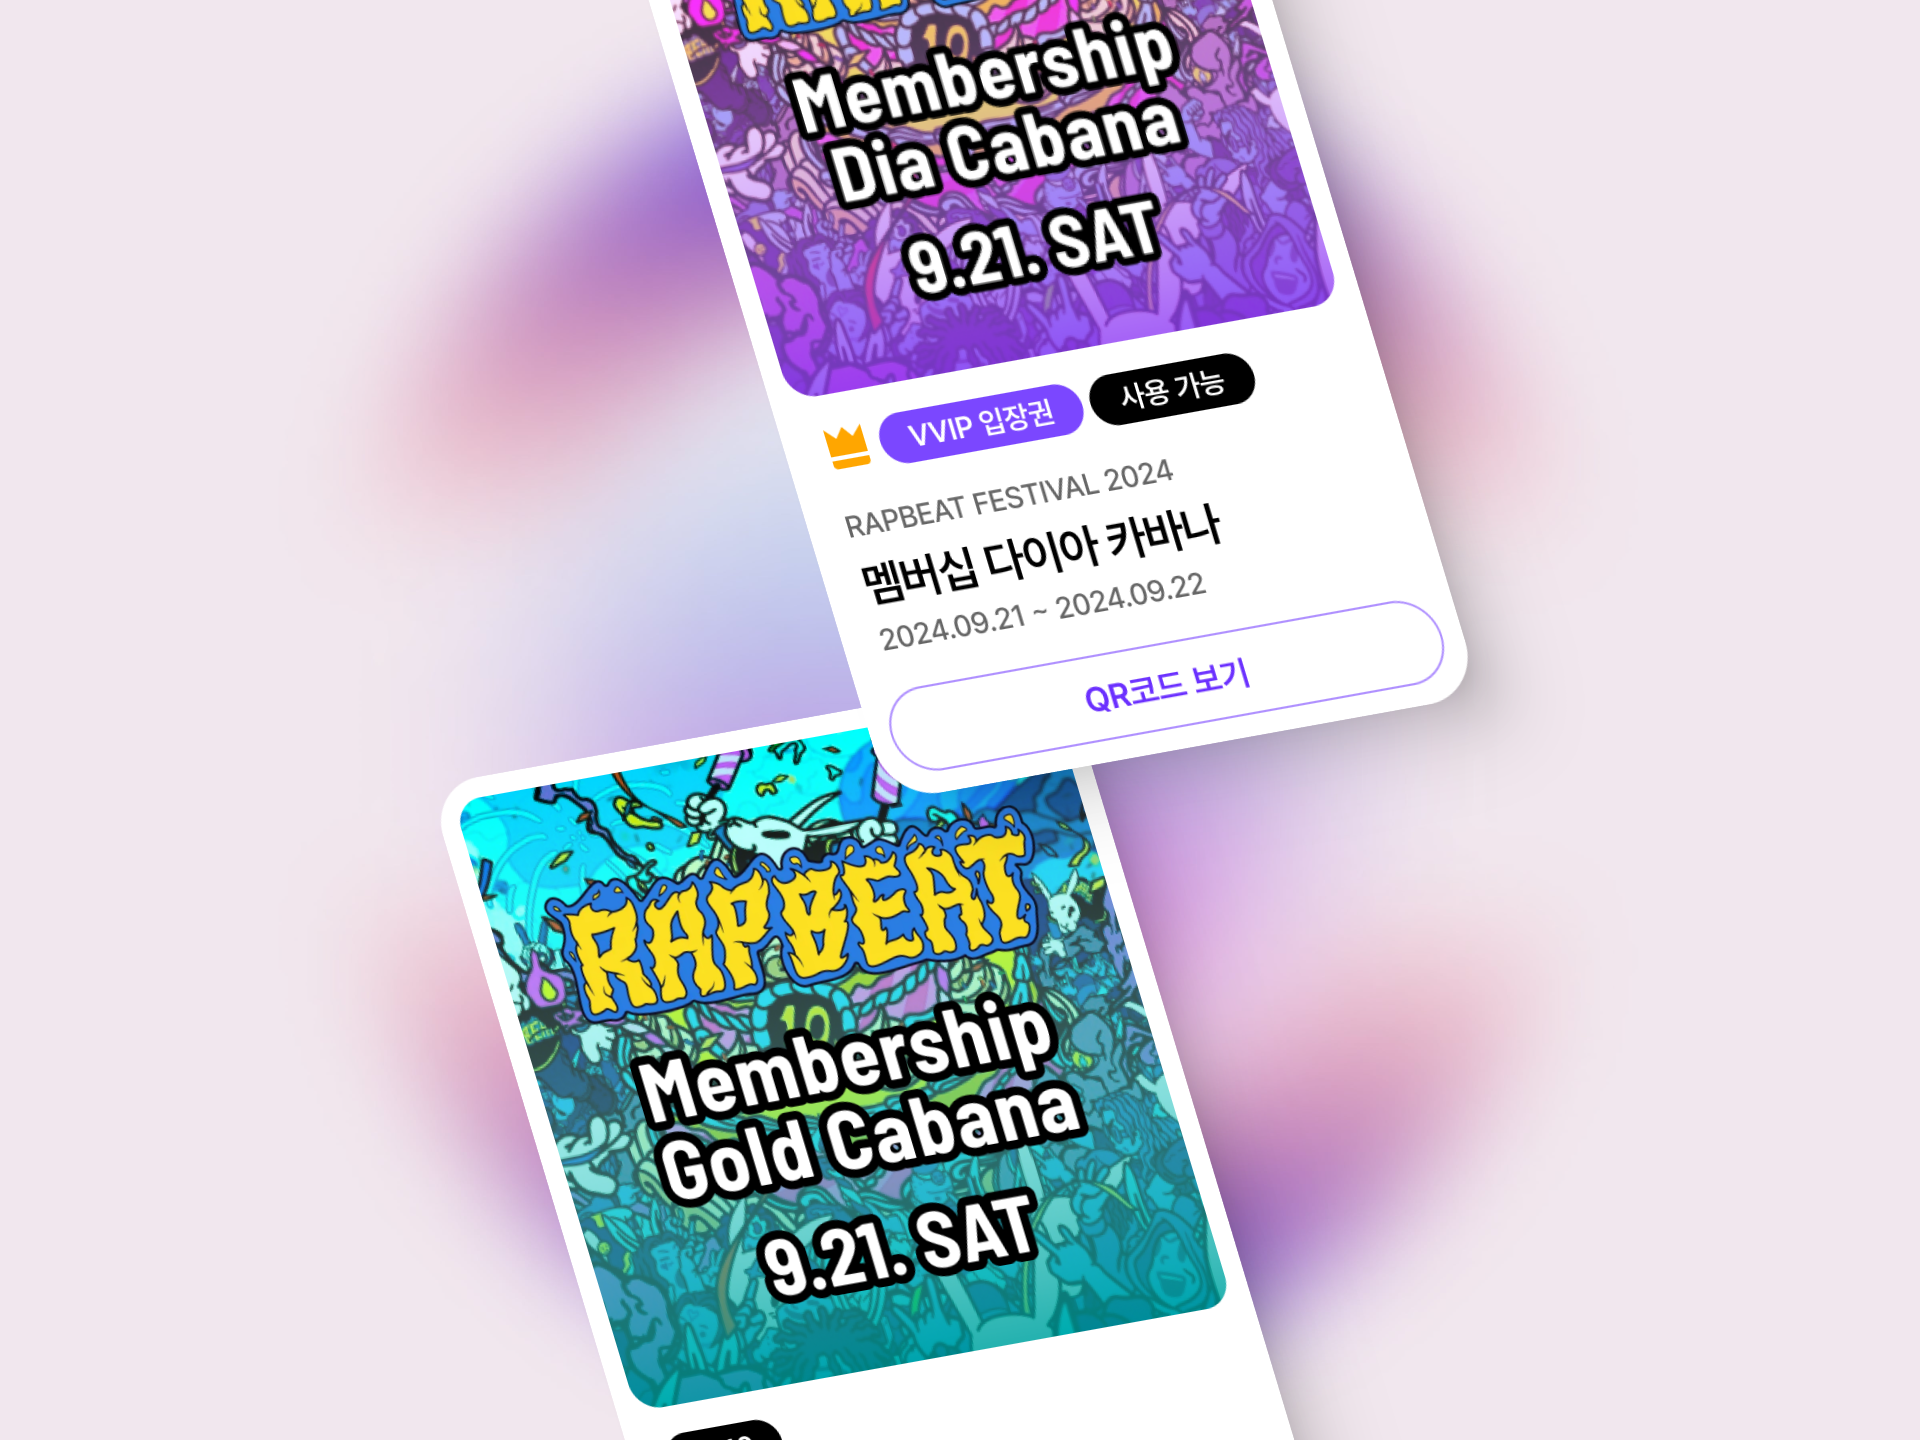 10
Membership
Dia Cabana
9.21. SAT
VVIP 입장권
사용 가능
RAPBEAT FESTIVAL 2024
멤버십 다이아 카바나
2024.09.21 ~ 2024.09.22
QR코드 보기
RAPBEAT
10
Membership
Gold Cabana
9.21. SAT